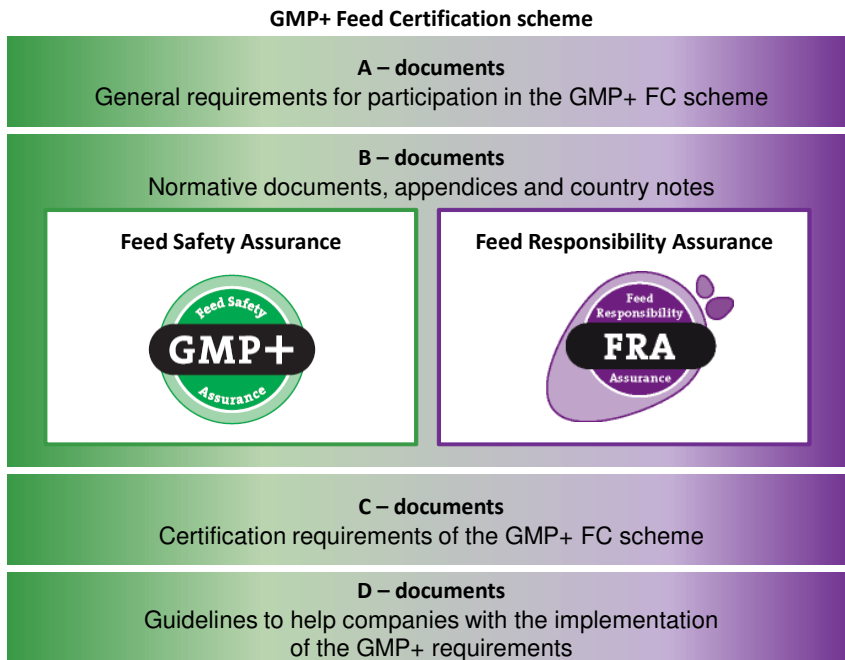 GMP+ Feed Certification scheme
A – documents
General requirements for participation in the GMP+ FC scheme
B – documents
Normative documents, appendices and country notes
Feed Safety Assurance
Feed Safety
GMP+
Assurance
Feed Responsibility Assurance
Feed
Responsibility
FRA
Assurance
C – documents
Certification requirements of the GMP+ FC scheme
D – documents
Guidelines to help companies with the implementation
of the GMP+ requirements